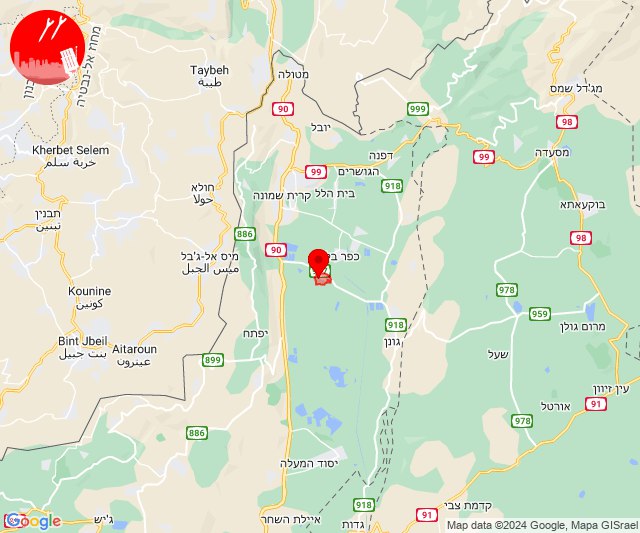 מחוז אל-נבטיה
Taybeh
طيبة
מטולה
90
999
מג'דל שמס
98
יובל
דפנה
99
99
מסעדה
Kherbet Selem
خربة سلم
הגושרים
918
חולא
حولا
קרית שמונה
בית הלל
בוקעאתא
תבנין
تبنين
886
90
98
מיס אל-ג'בל
ميس الجبل
כפר
Kounine
كونين
978
959
918
מרום גולן
Bint Jbeil
بنت جبيل
Aitaroun
عيترون
יפתח
גונן
899
שעל
עין זיוון
91
אורטל
978
886
יסוד המעלה
918
91
קדמת צבי
Google
ג'יש
איילת השחר
גדות
Map data ©2024 Google, Mapa GISrael